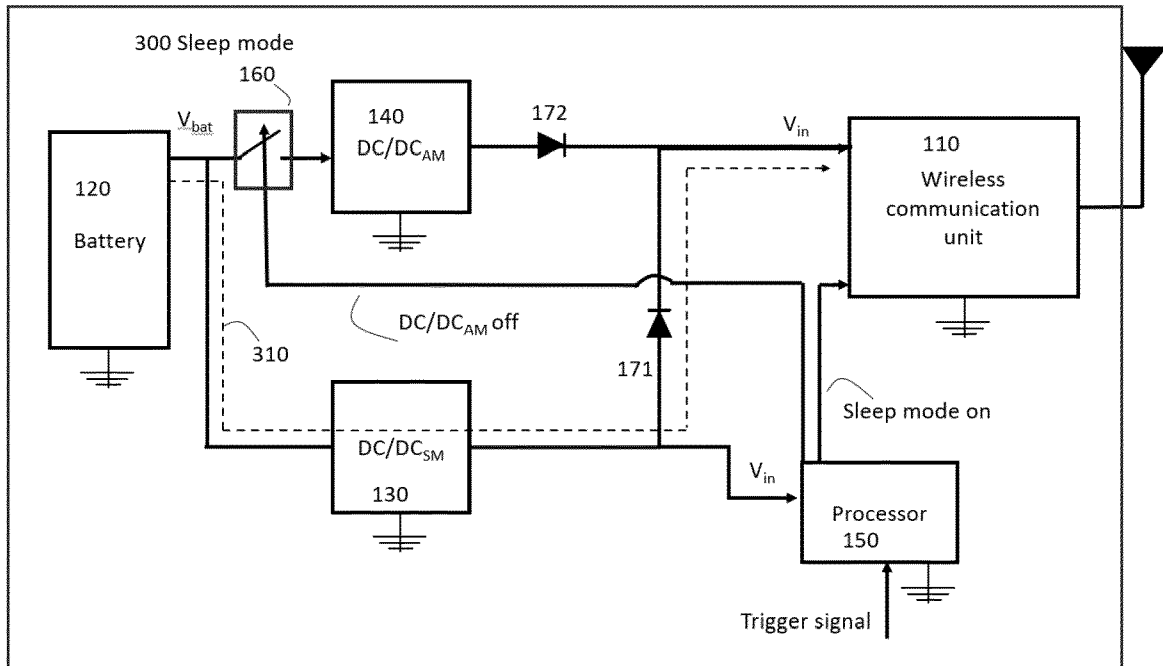 300 Sleep mode
160
V_bat
140
DC/DC_AM
172
V_in
110
Wireless
communication
unit
120
Battery
DC/DC_AM off
310
171
Sleep mode on
DC/DC_SM
130
V_in
Processor
150
Trigger signal